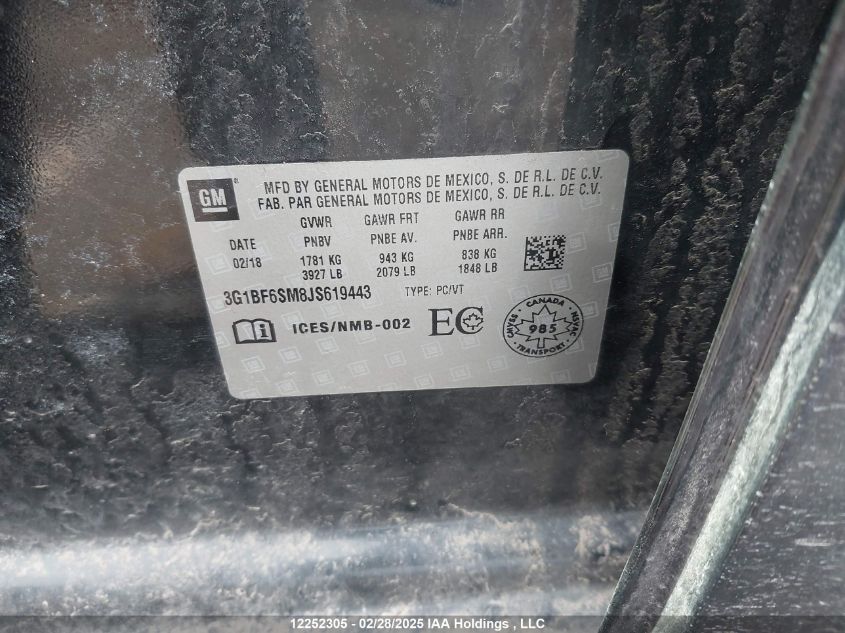 GM ®
MFD BY GENERAL MOTORS DE MEXICO, S. DE R.L. DE C.V.
FAB. PAR GENERAL MOTORS DE MEXICO, S. DE R.L. DE C.V.
GVWR GAWR FRT GAWR RR
DATE PNBV PNBE AV. PNBE ARR.
02/18 1781 KG 943 KG 838 KG
3927 LB 2079 LB 1848 LB
3G1BF6SM8JS619443 TYPE: PC/VT
ICES/NMB-002 EC
CANADA
CMVSS 985 NSVAC
TRANSPORT
12252305 - 02/28/2025 IAA Holdings , LLC